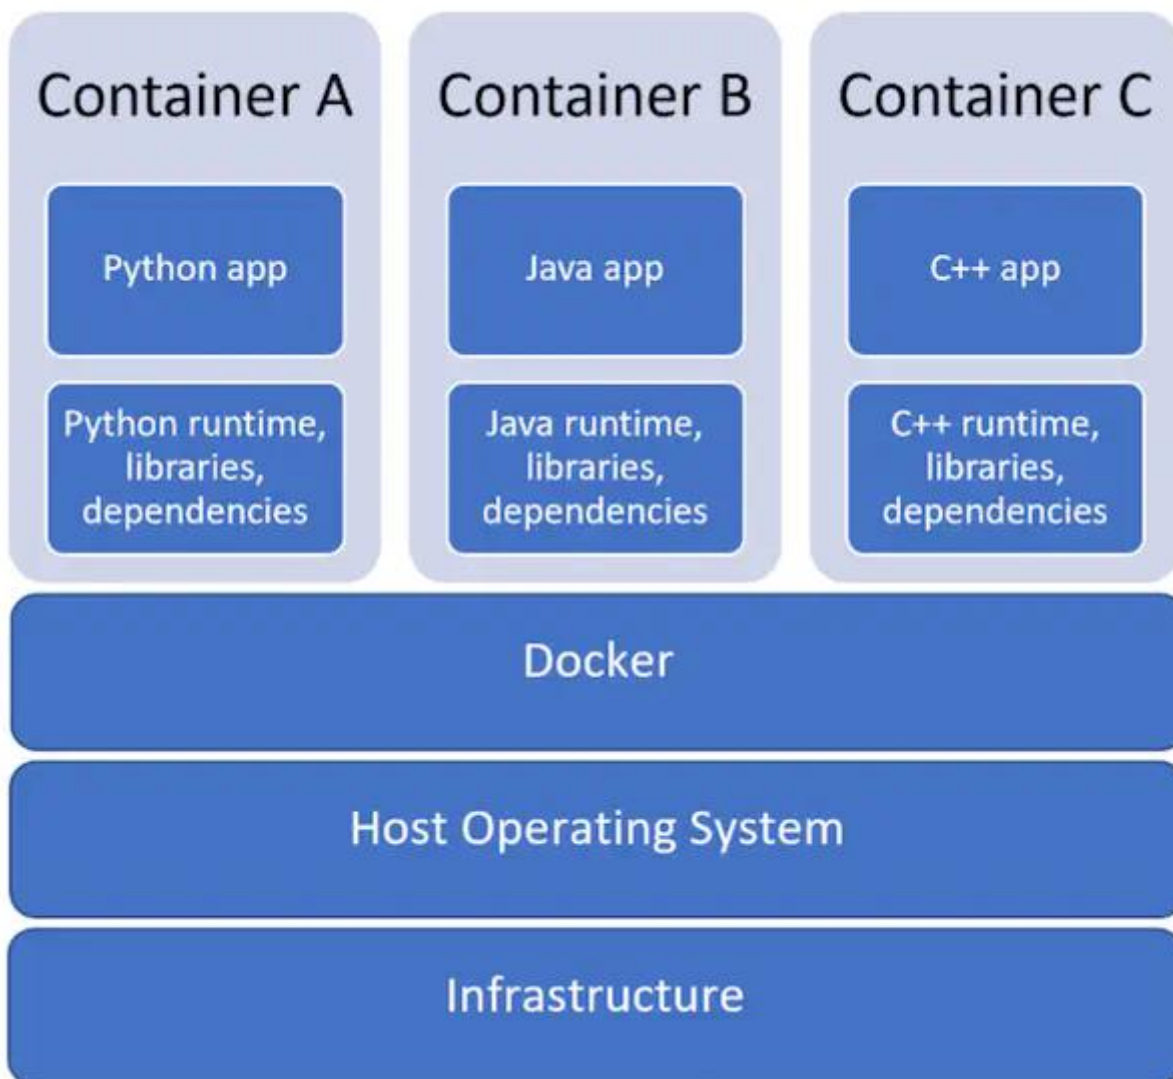 Container A
Container B
Container C
Python app
Java app
C++ app
Python runtime,
libraries,
dependencies
Java runtime,
libraries,
dependencies
C++ runtime,
libraries,
dependencies
Docker
Host Operating System
Infrastructure